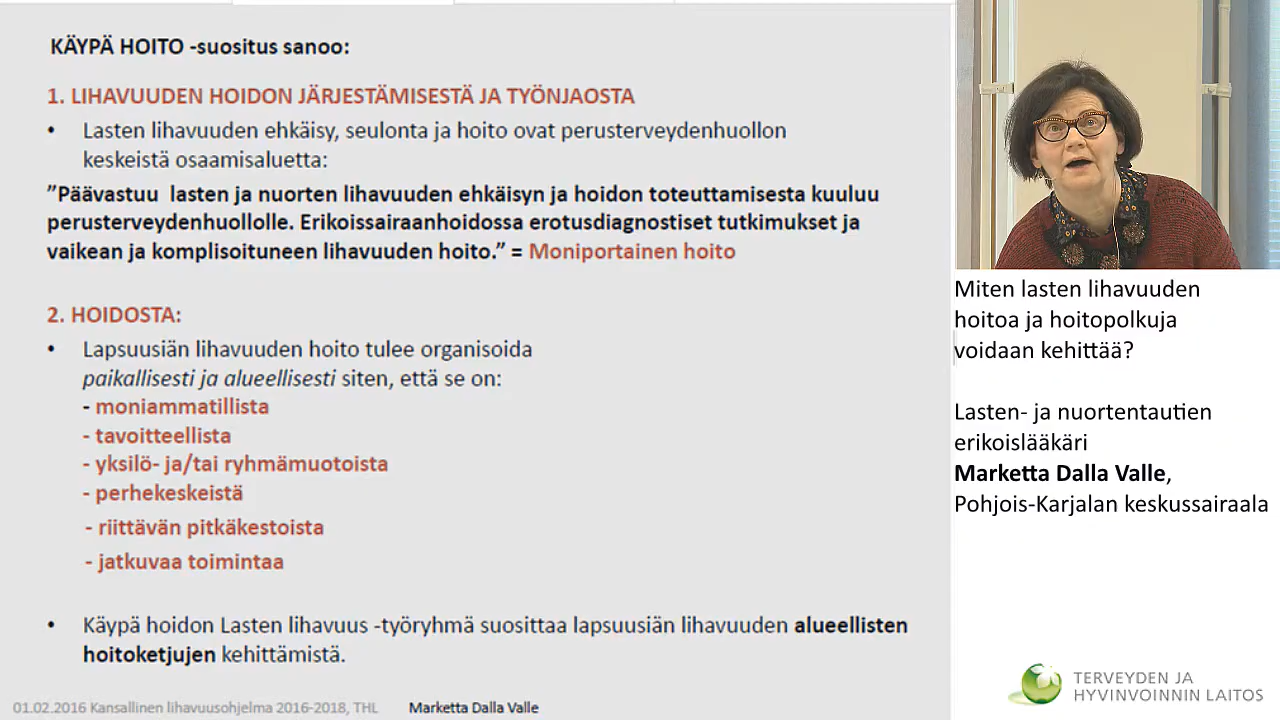 KÄYPÄ HOITO -suositus sanoo:
1. LIHAVUUDEN HOIDON JÄRJESTÄMISESTÄ JA TYÖNJAOSTA
• Lasten lihavuuden ehkäisy, seulonta ja hoito ovat perusterveydenhuollon
keskeistä osaamisaluetta:
”Päävastuu lasten ja nuorten lihavuuden ehkäisyn ja hoidon toteuttamisesta kuuluu
perusterveydenhuollolle. Erikoissairaanhoidossa erotusdiagnostiset tutkimukset ja
vaikean ja komplisoituneen lihavuuden hoito.” = Moniportainen hoito
2. HOIDOSTA:
• Lapsuusiän lihavuuden hoito tulee organisoida
paikallisesti ja alueellisesti siten, että se on:
- moniammatillista
- tavoitteellista
- yksilö- ja/tai ryhmämuotoista
- perhekeskeistä
- riittävän pitkäkestoista
- jatkuvaa toimintaa
• Käypä hoidon Lasten lihavuus -työryhmä suosittaa lapsuusiän lihavuuden alueellisten
hoitoketjujen kehittämistä.
01.02.2016 Kansallinen lihavuusohjelma 2016-2018, THL Marketta Dalla Valle
Miten lasten lihavuuden
hoitoa ja hoitopolkuja
voidaan kehittää?
Lasten- ja nuortentautien
erikoislääkäri
Marketta Dalla Valle,
Pohjois-Karjalan keskussairaala
TERVEYDEN JA
HYVINVOINNIN LAITOS